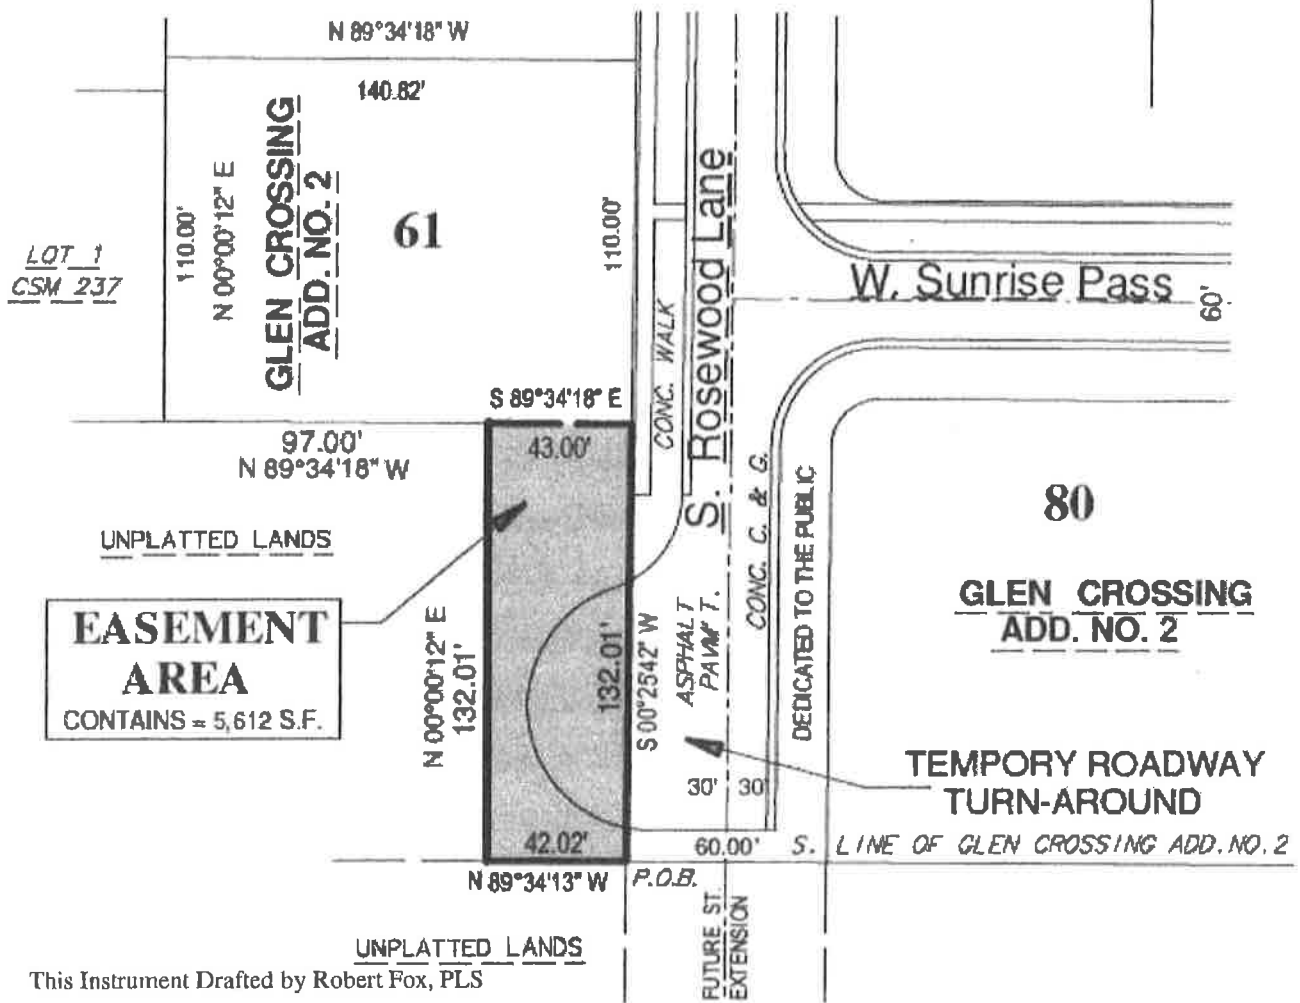 N 89°34'18" W
140.82'
GLEN CROSSING
ADD. NO. 2
N 00°00'12" E
110.00'
61
110.00'
LOT 1
CSM 237
S. Rosewood Lane
W. Sunrise Pass
60'
CONC. WALK
S 89°34'18" E
97.00'
N 89°34'18" W
43.00'
UNPLATTED LANDS
EASEMENT
AREA
CONTAINS = 5,612 S.F.
N 00°00'12" E
132.01'
132.01'
S 00°25'42" W
ASPHALT
PAVM'T.
CONC. C. & G.
DEDICATED TO THE PUBLIC
80
GLEN CROSSING
ADD. NO. 2
TEMPORY ROADWAY
TURN-AROUND
30' 30'
42.02'
60.00'
S. LINE OF GLEN CROSSING ADD. NO. 2
N 89°34'13" W
P.O.B.
FUTURE ST.
EXTENSION
UNPLATTED LANDS
This Instrument Drafted by Robert Fox, PLS